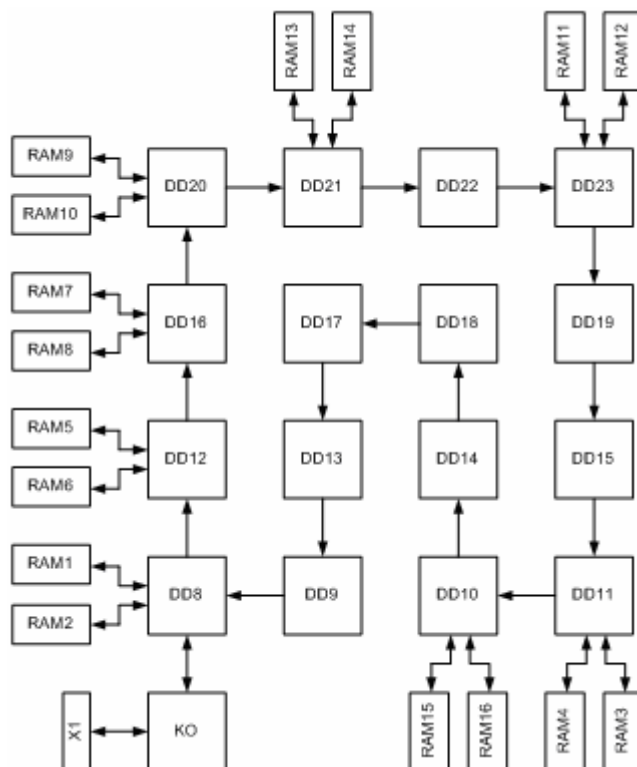 RAM13
RAM14
RAM11
RAM12
RAM9
RAM10
DD20
DD21
DD22
DD23
RAM7
RAM8
DD16
DD17
DD18
DD19
RAM5
RAM6
DD12
DD13
DD14
DD15
RAM1
RAM2
DD8
DD9
DD10
DD11
X1
KO
RAM15
RAM16
RAM4
RAM3